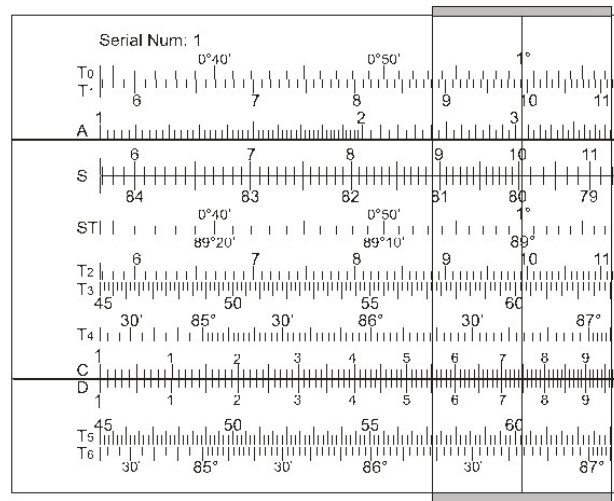 Serial Num: 1
0°40' 0°50' 1°
T0
T1
6 7 8 9 10 11
1 2 3
A
6 7 8 9 10 11
S
84 83 82 81 80 79
0°40' 0°50' 1°
ST
89°20' 89°10' 89°
6 7 8 9 10 11
T2
T3
45 50 55 60
30' 85° 30' 86° 30' 87°
T4
1 1 2 3 4 5 6 7 8 9
C
D
1 1 2 3 4 5 6 7 8 9
45 50 55 60
T5
T6
30' 85° 30' 86° 30' 87°